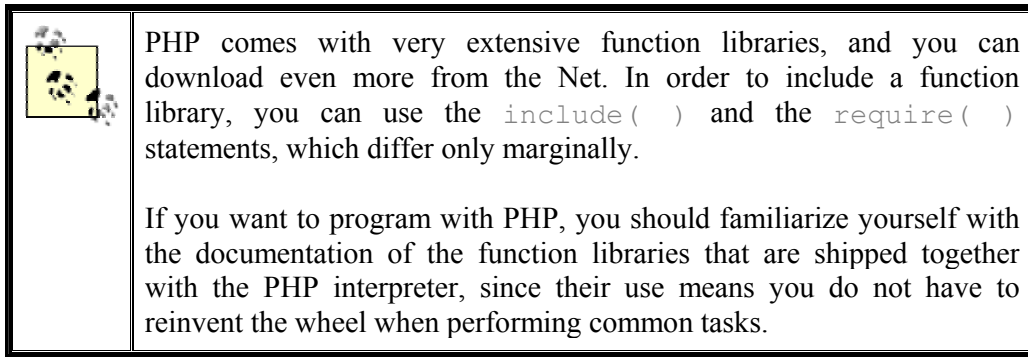 PHP comes with very extensive function libraries, and you can
download even more from the Net. In order to include a function
library, you can use the include( ) and the require( )
statements, which differ only marginally.
If you want to program with PHP, you should familiarize yourself with
the documentation of the function libraries that are shipped together
with the PHP interpreter, since their use means you do not have to
reinvent the wheel when performing common tasks.